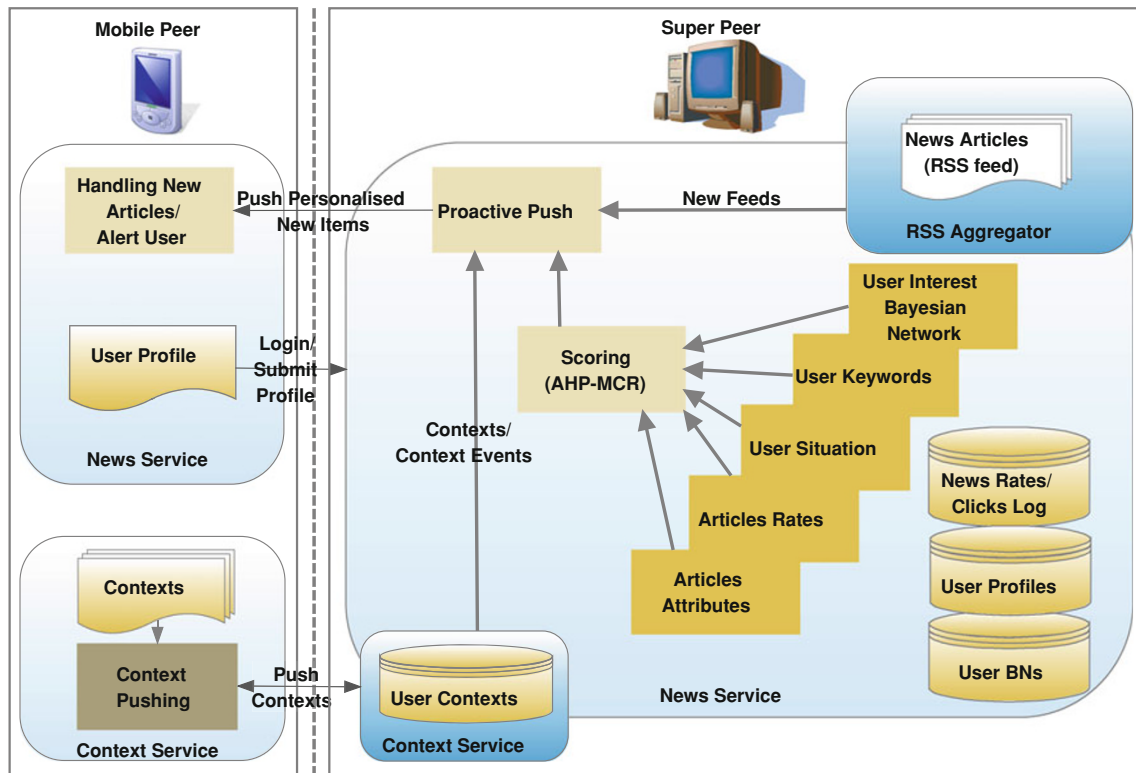 Mobile Peer
Handling New
Articles/
Alert User
User Profile
News Service
Contexts
Context
Pushing
Context Service
Push Personalised
New Items
Login/
Submit
Profile
Push
Contexts
Super Peer
News Articles
(RSS feed)
RSS Aggregator
New Feeds
Proactive Push
Scoring
(AHP-MCR)
User Interest
Bayesian
Network
User Keywords
User Situation
Articles Rates
Articles
Attributes
Contexts/
Context Events
News Rates/
Clicks Log
User Profiles
User BNs
News Service
User Contexts
Context Service